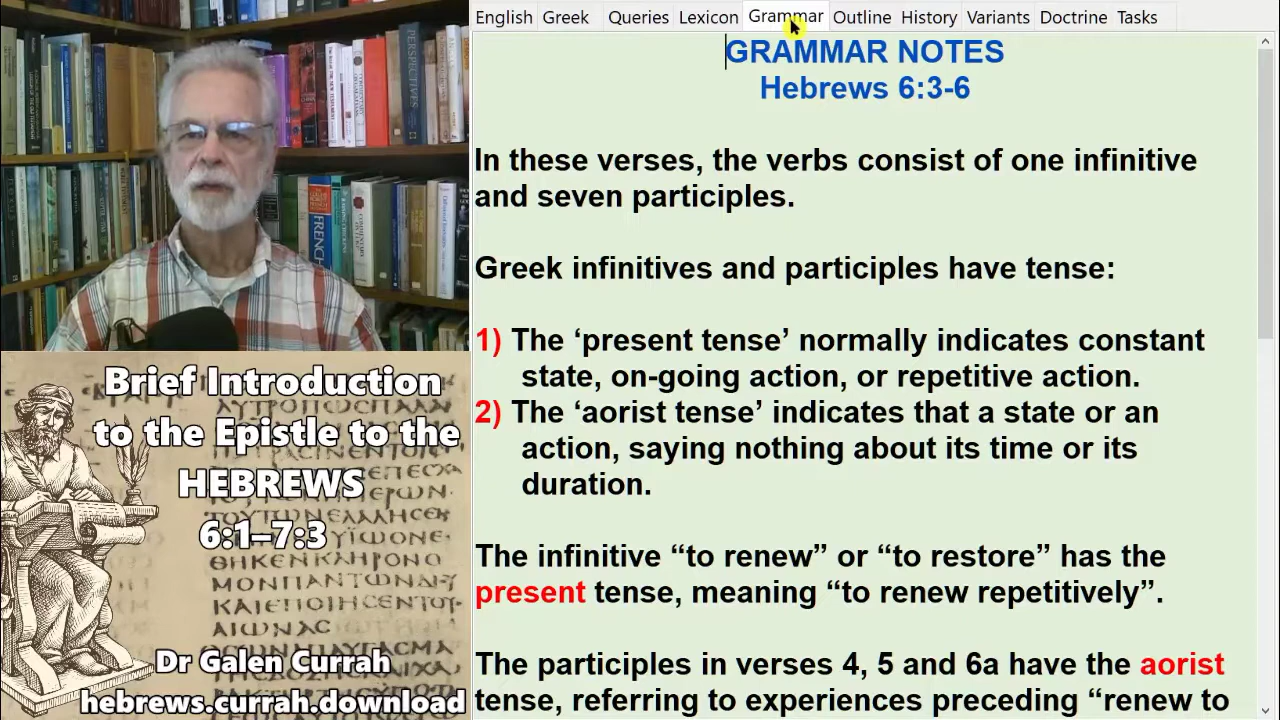 English Greek Queries Lexicon Grammar Outline History Variants Doctrine Tasks
GRAMMAR NOTES
Hebrews 6:3-6
In these verses, the verbs consist of one infinitive
and seven participles.
Greek infinitives and participles have tense:
1) The ‘present tense’ normally indicates constant
state, on-going action, or repetitive action.
2) The ‘aorist tense’ indicates that a state or an
action, saying nothing about its time or its
duration.
The infinitive “to renew” or “to restore” has the
present tense, meaning “to renew repetitively”.
The participles in verses 4, 5 and 6a have the aorist
tense, referring to experiences preceding “renew to
Brief Introduction
to the Epistle to the
HEBREWS
6:1–7:3
Dr Galen Currah
hebrews.currah.download
PERSPECTIVES
FRENCH
ΘΗΚΕΝΚΛΗΡΟΝΟ
ΜΟΝΠΑΝΤΩΝΔΙ
ΚΑΙΕΠΟΙΗCΕΝΤΟΥ
ΑΙΩΝΑC